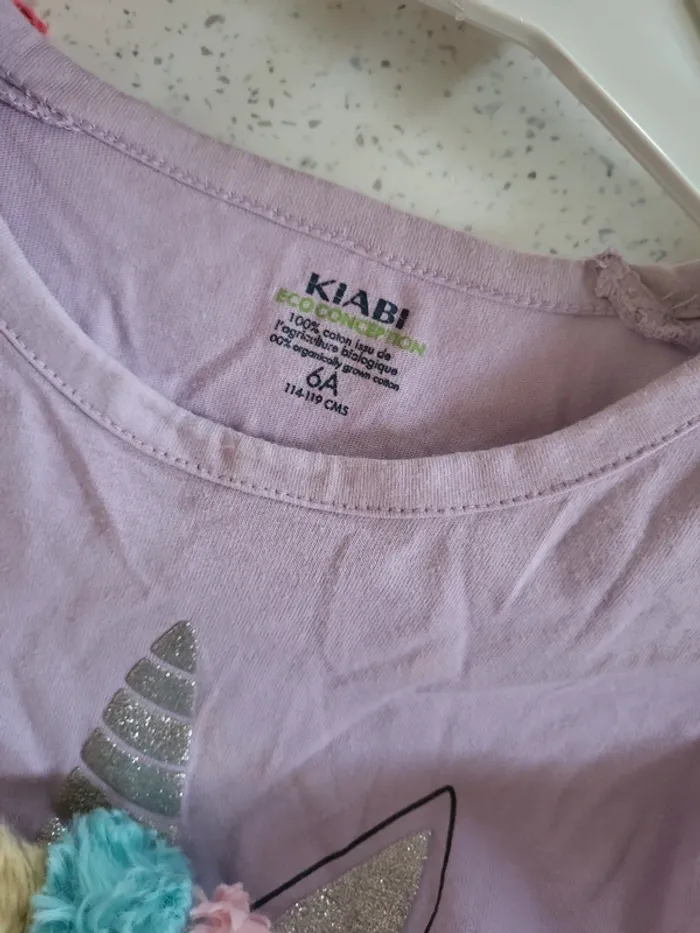 KIABI
ECO CONCEPTION
100% coton issu de
l'agriculture biologique
00% organically grown cotton
6A
114-119 CMS